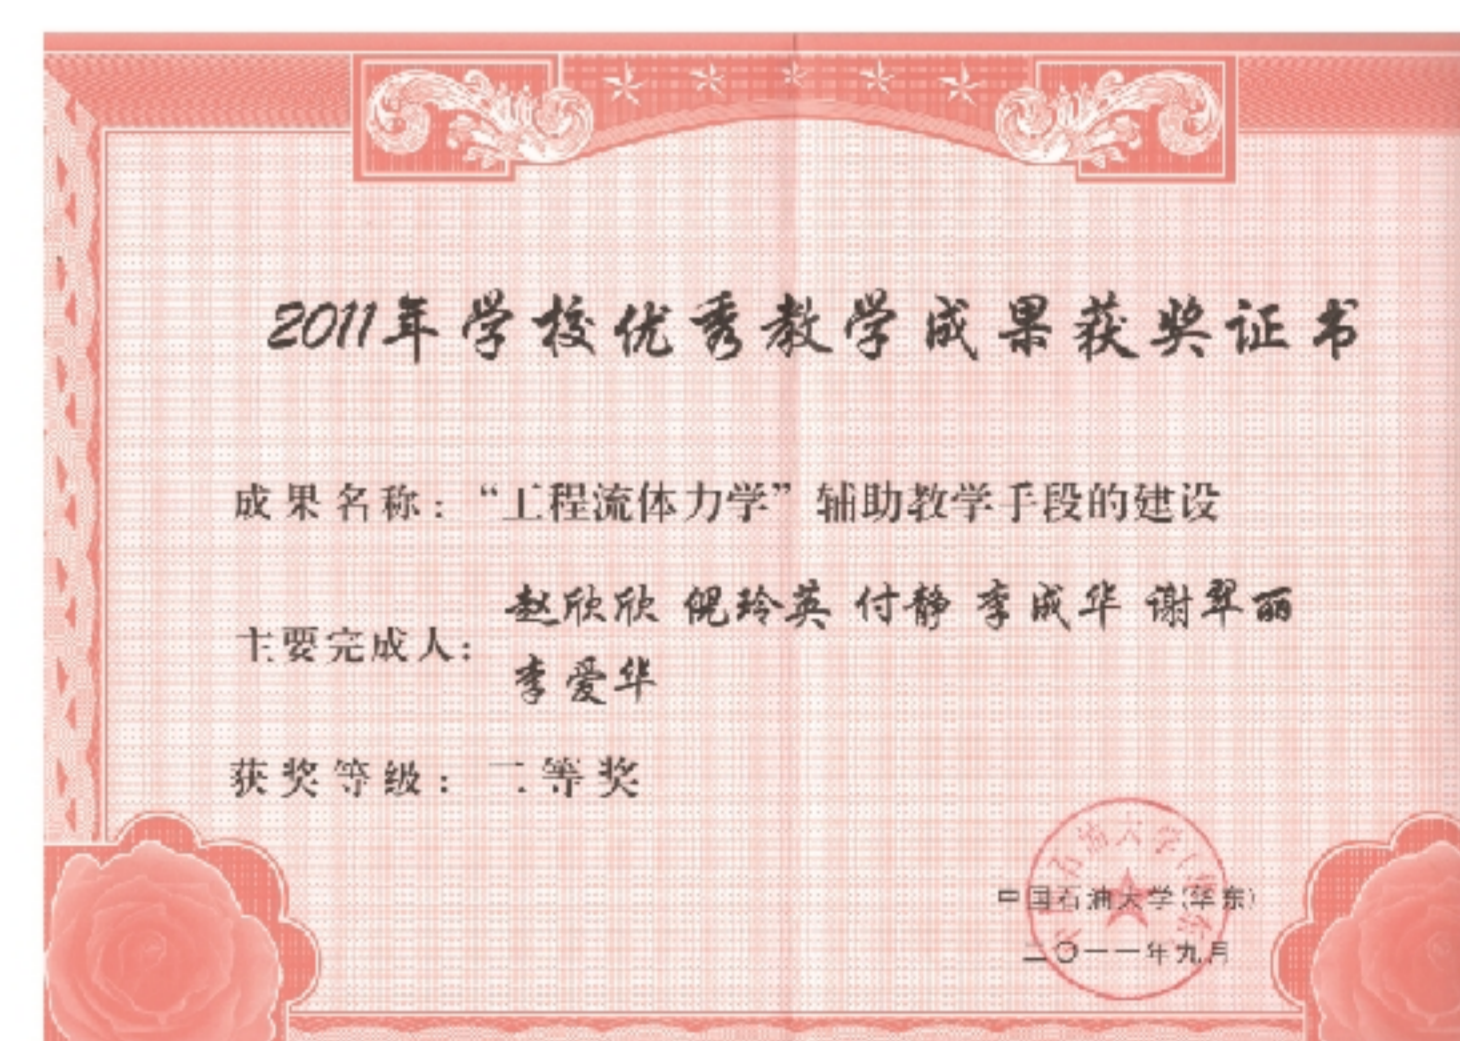 2011年学校优秀教学成果获奖证书
成果名称：“工程流体力学”辅助教学手段的建设
赵欣欣 倪玲英 付静 李成华 谢翠丽
主要完成人：
李爱华
获奖等级：二等奖
中国石油大学(华东)
二〇一一年九月